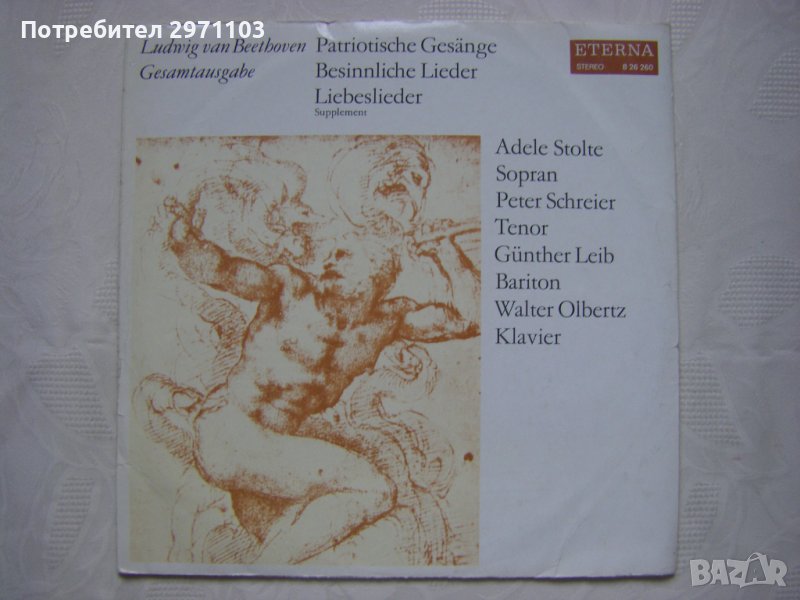 Потребител 2971103
Ludwig van Beethoven
Gesamtausgabe
Patriotische Gesänge
Besinnliche Lieder
Liebeslieder
Supplement
ETERNA
STEREO 8 26 260
Adele Stolte
Sopran
Peter Schreier
Tenor
Günther Leib
Bariton
Walter Olbertz
Klavier
BAZAR